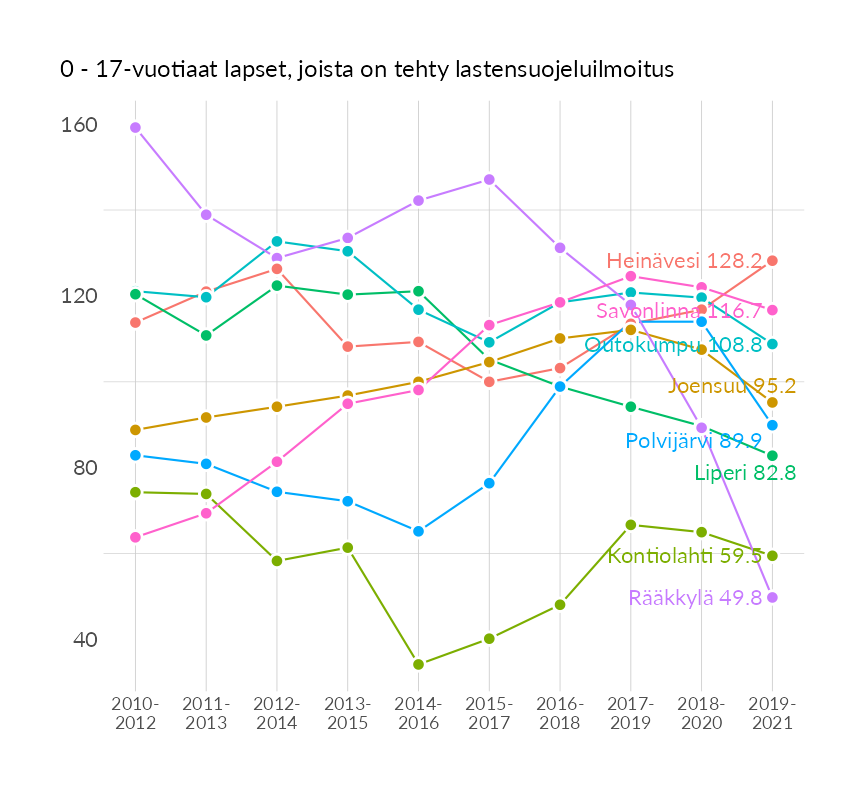 0 - 17-vuotiaat lapset, joista on tehty lastensuojeluilmoitus
160
120
80
40
Heinävesi 128.2
Savonlinna 116.7
Outokumpu 108.8
Joensuu 95.2
Polvijärvi 89.9
Liperi 82.8
Kontiolahti 59.5
Rääkkylä 49.8
2010-
2012
2011-
2013
2012-
2014
2013-
2015
2014-
2016
2015-
2017
2016-
2018
2017-
2019
2018-
2020
2019-
2021